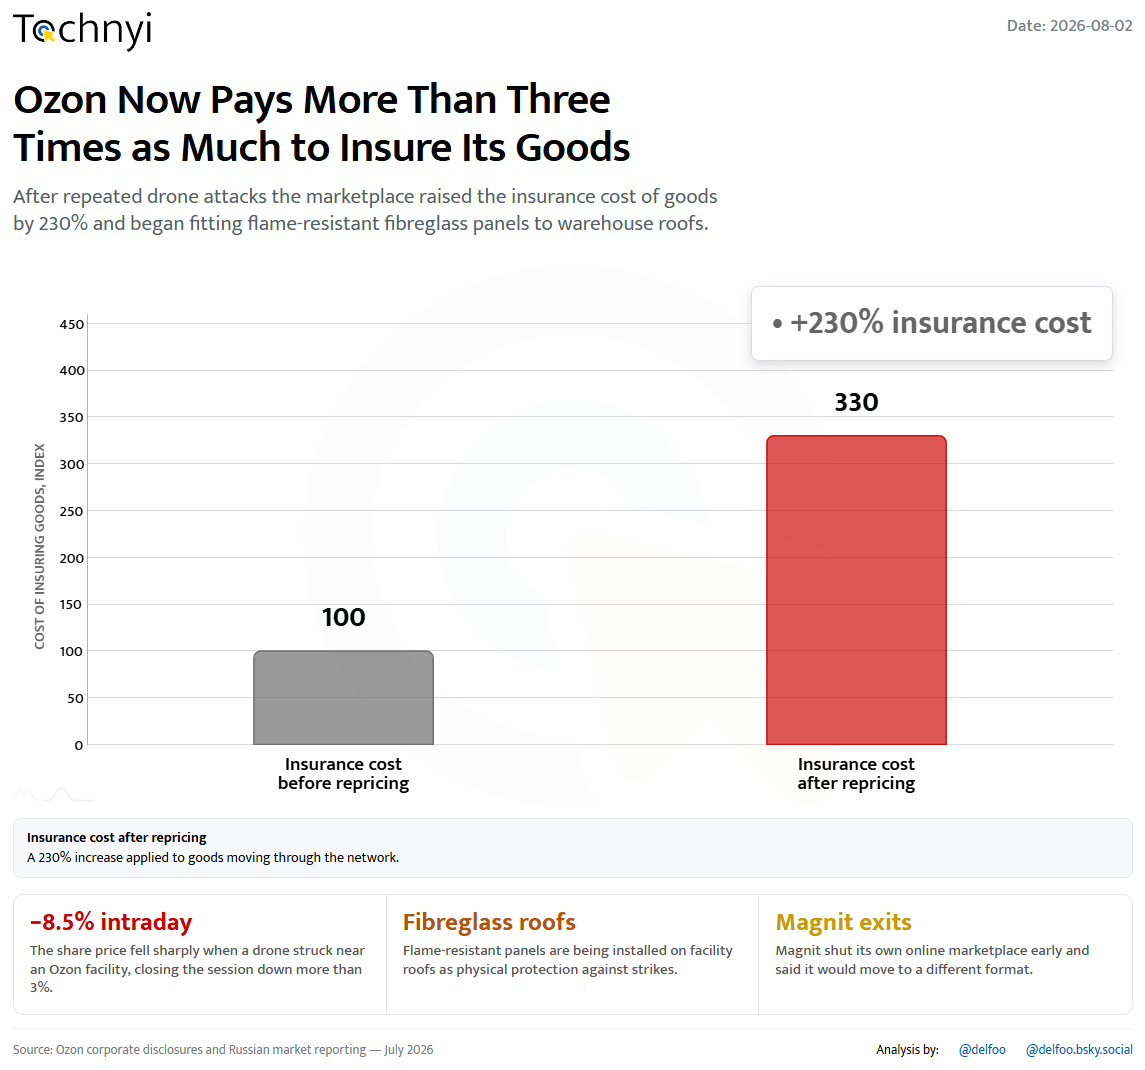 Technyi
Date: 2026-08-02
Ozon Now Pays More Than Three
Times as Much to Insure Its Goods
After repeated drone attacks the marketplace raised the insurance cost of goods
by 230% and began fitting flame-resistant fibreglass panels to warehouse roofs.
• +230% insurance cost
COST OF INSURING GOODS, INDEX
450
400
350
300
250
200
150
100
50
0
100
330
Insurance cost
before repricing
Insurance cost
after repricing
Insurance cost after repricing
A 230% increase applied to goods moving through the network.
−8.5% intraday
The share price fell sharply when a drone struck near
an Ozon facility, closing the session down more than
3%.
Fibreglass roofs
Flame-resistant panels are being installed on facility
roofs as physical protection against strikes.
Magnit exits
Magnit shut its own online marketplace early and
said it would move to a different format.
Source: Ozon corporate disclosures and Russian market reporting — July 2026
Analysis by: @delfoo @delfoo.bsky.social